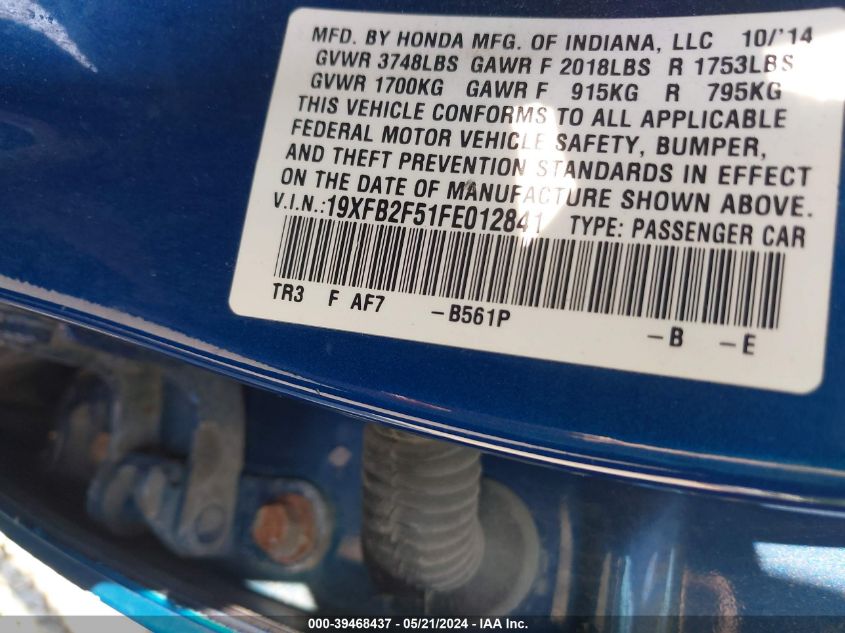 MFD. BY HONDA MFG. OF INDIANA, LLC 10/'14
GVWR 3748LBS GAWR F 2018LBS R 1753LBS
GVWR 1700KG GAWR F 915KG R 795KG
THIS VEHICLE CONFORMS TO ALL APPLICABLE
FEDERAL MOTOR VEHICLE SAFETY, BUMPER,
AND THEFT PREVENTION STANDARDS IN EFFECT
ON THE DATE OF MANUFACTURE SHOWN ABOVE.
V.I.N.:19XFB2F51FE012841 TYPE: PASSENGER CAR
TR3 F AF7 -B561P -B -E
000-39468437 - 05/21/2024 - IAA Inc.